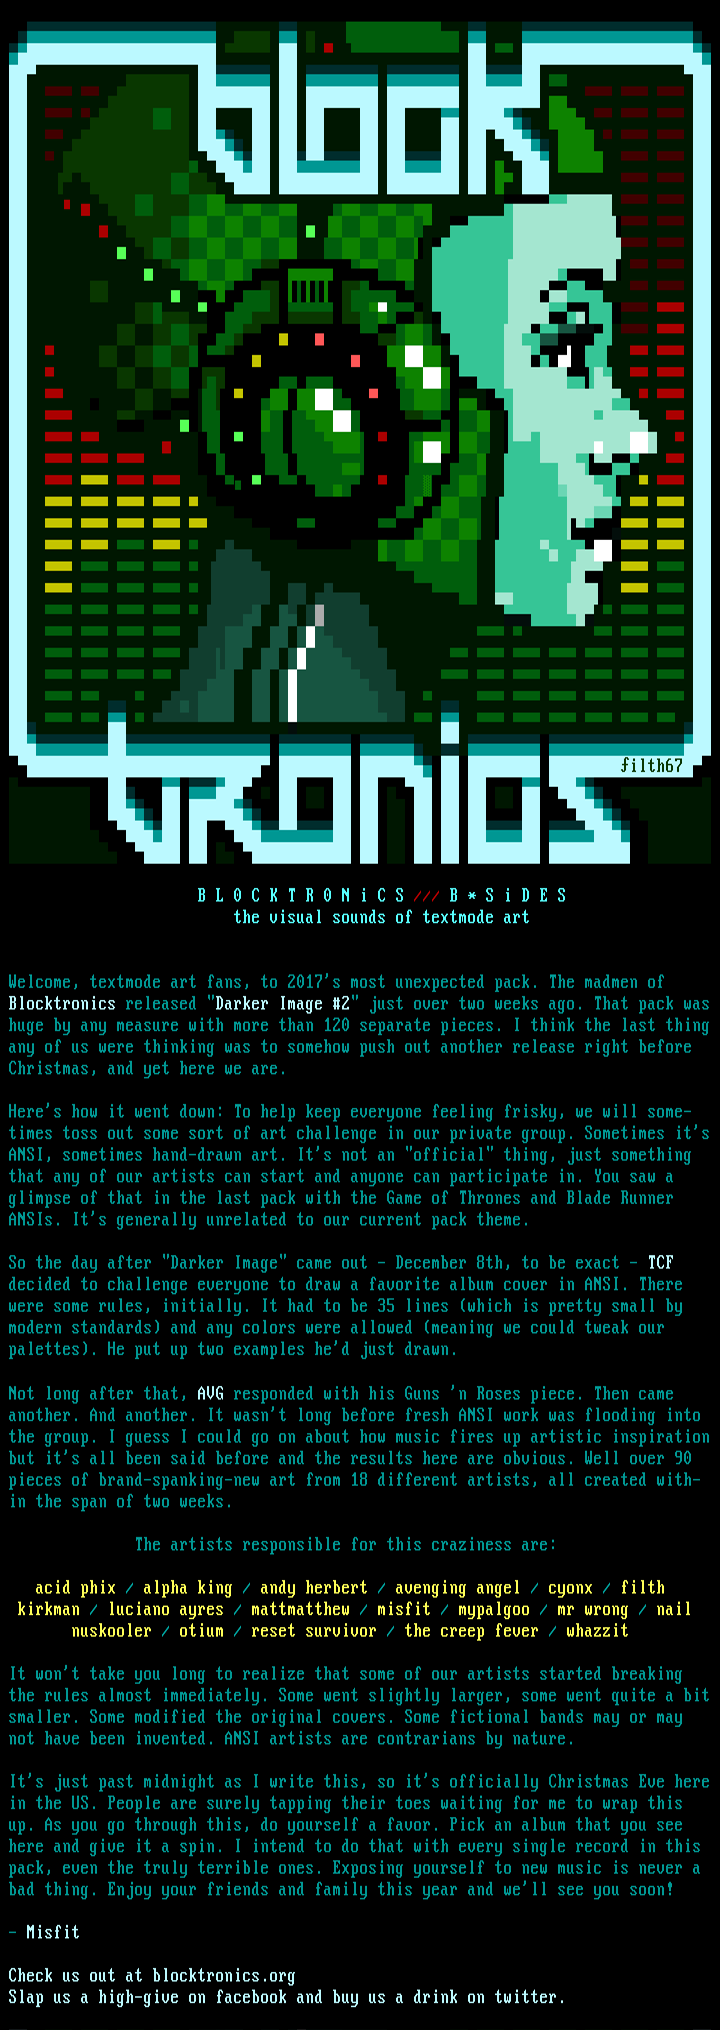 block
filth67
tronics
BLOCKTRONiCS /// B*SiDES
the visual sounds of textmode art
Welcome, textmode art fans, to 2017's most unexpected pack. The madmen of
Blocktronics released "Darker Image #2" just over two weeks ago. That pack was
huge by any measure with more than 120 separate pieces. I think the last thing
any of us were thinking was to somehow push out another release right before
Christmas, and yet here we are.
Here's how it went down: To help keep everyone feeling frisky, we will some-
times toss out some sort of art challenge in our private group. Sometimes it's
ANSI, sometimes hand-drawn art. It's not an "official" thing, just something
that any of our artists can start and anyone can participate in. You saw a
glimpse of that in the last pack with the Game of Thrones and Blade Runner
ANSIs. It's generally unrelated to our current pack theme.
So the day after "Darker Image" came out - December 8th, to be exact - TCF
decided to challenge everyone to draw a favorite album cover in ANSI. There
were some rules, initially. It had to be 35 lines (which is pretty small by
modern standards) and any colors were allowed (meaning we could tweak our
palettes). He put up two examples he'd just drawn.
Not long after that, AVG responded with his Guns 'n Roses piece. Then came
another. And another. It wasn't long before fresh ANSI work was flooding into
the group. I guess I could go on about how music fires up artistic inspiration
but it's all been said before and the results here are obvious. Well over 90
pieces of brand-spanking-new art from 18 different artists, all created with-
in the span of two weeks.
The artists responsible for this craziness are:
acid phix / alpha king / andy herbert / avenging angel / cyonx / filth
kirkman / luciano ayres / mattmatthew / misfit / mypalgoo / mr wrong / nail
nuskooler / otium / reset survivor / the creep fever / whazzit
It won't take you long to realize that some of our artists started breaking
the rules almost immediately. Some went slightly larger, some went quite a bit
smaller. Some modified the original covers. Some fictional bands may or may
not have been invented. ANSI artists are contrarians by nature.
It's just past midnight as I write this, so it's officially Christmas Eve here
in the US. People are surely tapping their toes waiting for me to wrap this
up. As you go through this, do yourself a favor. Pick an album that you see
here and give it a spin. I intend to do that with every single record in this
pack, even the truly terrible ones. Exposing yourself to new music is never a
bad thing. Enjoy your friends and family this year and we'll see you soon!
- Misfit
Check us out at blocktronics.org
Slap us a high-give on facebook and buy us a drink on twitter.